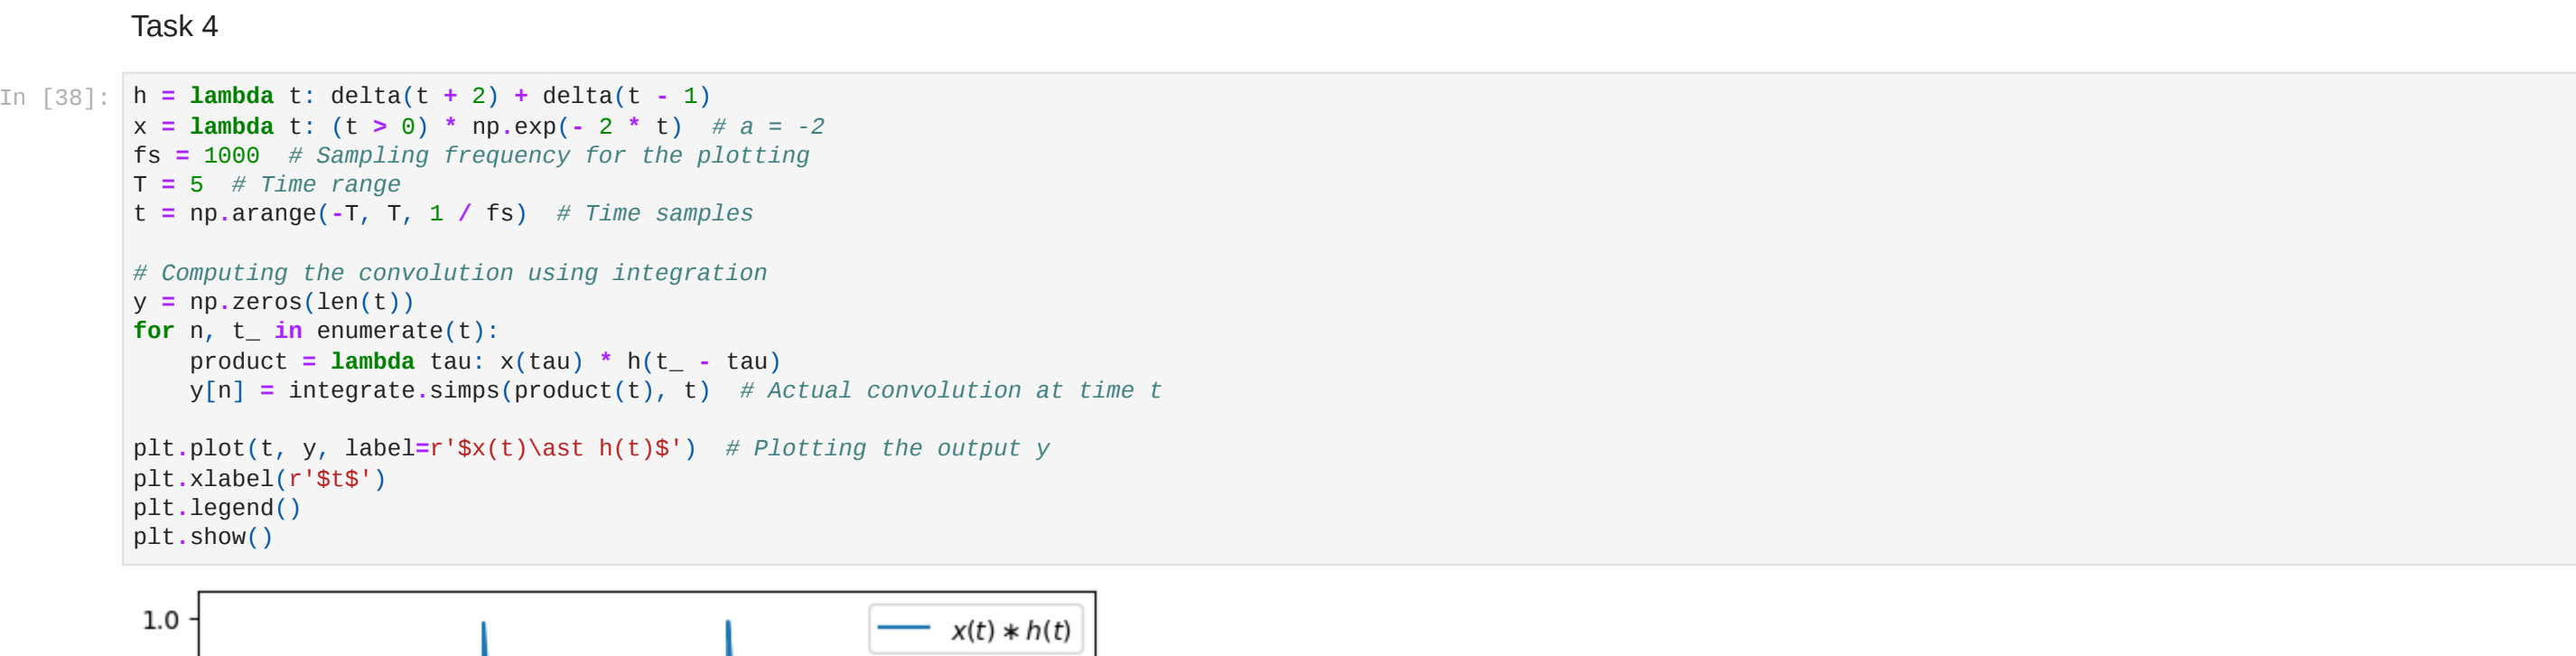 Task 4
In [38]:
h = lambda t: delta(t + 2) + delta(t - 1)
x = lambda t: (t > 0) * np.exp(- 2 * t)  # a = -2
fs = 1000  # Sampling frequency for the plotting
T = 5  # Time range
t = np.arange(-T, T, 1 / fs)  # Time samples
# Computing the convolution using integration
y = np.zeros(len(t))
for n, t_ in enumerate(t):
    product = lambda tau: x(tau) * h(t_ - tau)
    y[n] = integrate.simps(product(t), t)  # Actual convolution at time t
plt.plot(t, y, label=r'$x(t)\ast h(t)$')  # Plotting the output y
plt.xlabel(r'$t$')
plt.legend()
plt.show()
1.0
x(t) ∗ h(t)